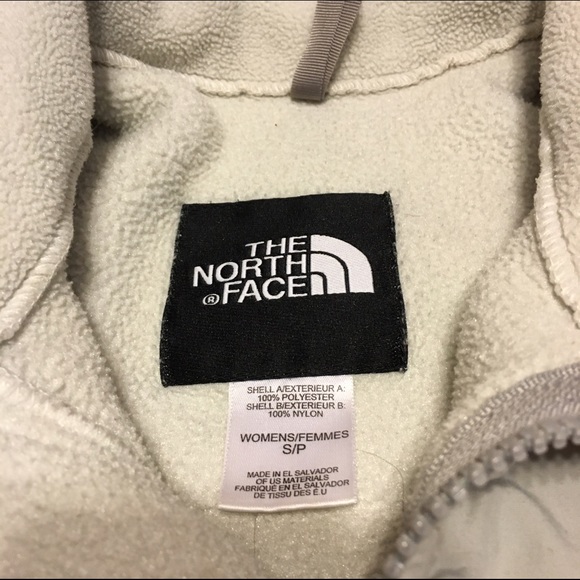 THE
NORTH
® FACE
SHELL A/EXTERIEUR A:
100% POLYESTER
SHELL B/EXTERIEUR B:
100% NYLON
WOMENS/FEMMES
S/P
MADE IN EL SALVADOR
OF US MATERIALS
FABRIQUÉ EN EL SALVADOR
DE TISSU DES É.U